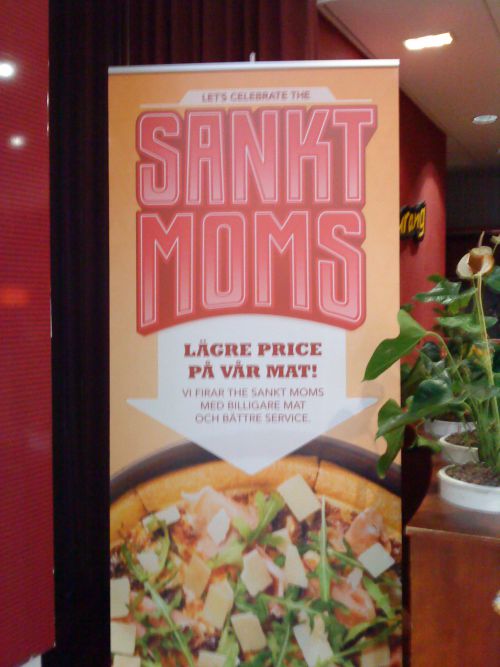 LET'S CELEBRATE THE
SANKT
MOMS
LÄGRE PRICE
PÅ VÅR MAT!
VI FIRAR THE SANKT MOMS
MED BILLIGARE MAT
OCH BÄTTRE SERVICE.